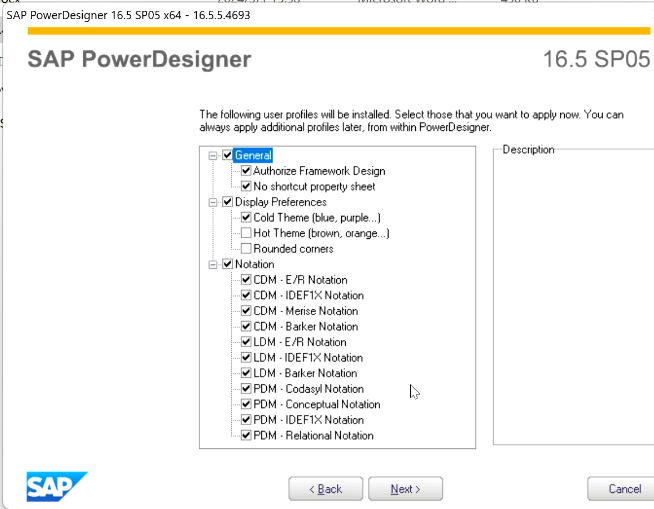 SAP PowerDesigner 16.5 SP05 x64 - 16.5.5.4693
SAP PowerDesigner
16.5 SP05
The following user profiles will be installed. Select those that you want to apply now. You can
always apply additional profiles later, from within PowerDesigner.
General
Authorize Framework Design
No shortcut property sheet
Display Preferences
Cold Theme (blue, purple...)
Hot Theme (brown, orange...)
Rounded corners
Notation
CDM - E/R Notation
CDM - IDEF1X Notation
CDM - Merise Notation
CDM - Barker Notation
LDM - E/R Notation
LDM - IDEF1X Notation
LDM - Barker Notation
PDM - Codasyl Notation
PDM - Conceptual Notation
PDM - IDEF1X Notation
PDM - Relational Notation
Description
SAP
< Back
Next >
Cancel